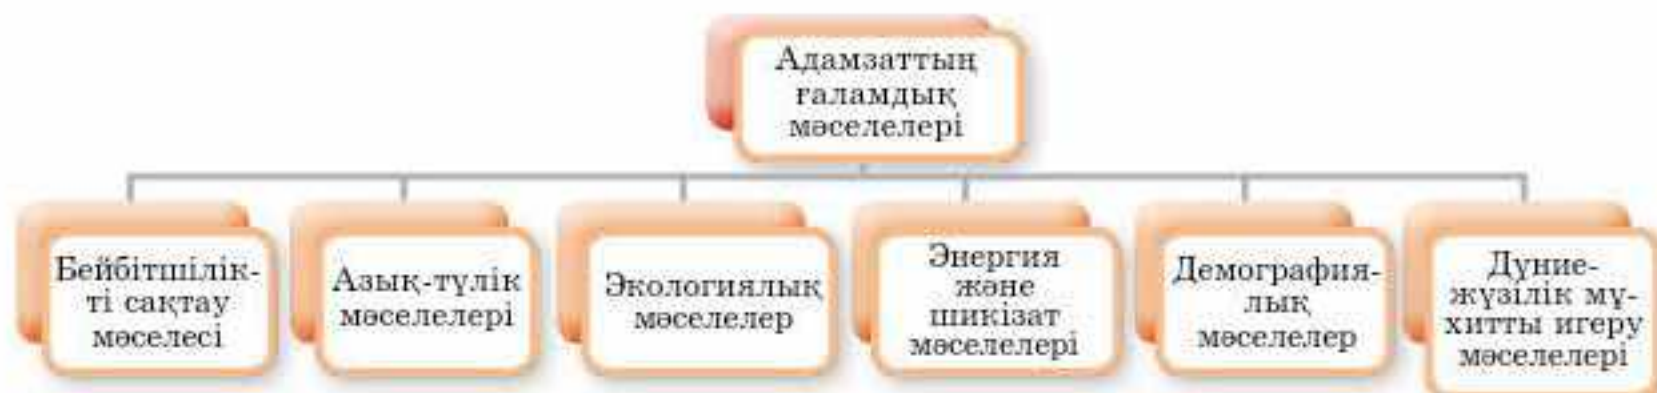 Адамзаттың
ғаламдық
мәселелері
Бейбітшілік-
ті сақтау
мәселесі
Азық-түлік
мәселелері
Экологиялық
мәселелер
Энергия
және
шикізат
мәселелері
Демография-
лық
мәселелер
Дүние-
жүзілік мұ-
хитты игеру
мәселелері